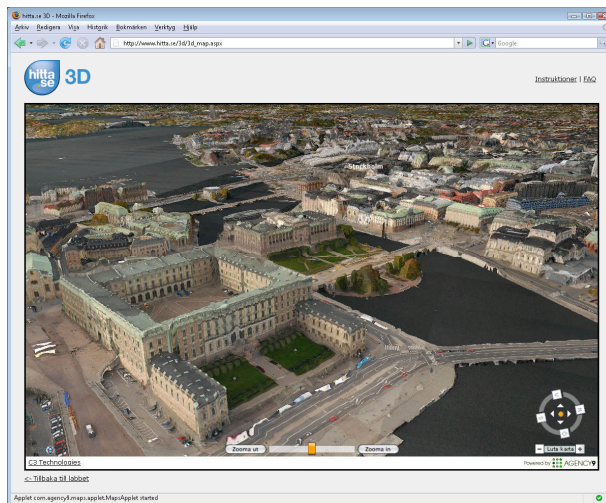 hitta.se 3D - Mozilla Firefox
Arkiv Redigera Visa Historik Bokmärken Verktyg Hjälp
http://www.hitta.se/3d/3d_map.aspx
Google
hitta
se
3D
Instruktioner | FAQ
Stockholm
Zooma ut
Zooma in
Luta karta
C3 Technologies
Powered by AGENCY9
<- Tillbaka till labbet
Applet com.agency9.maps.applet.MapsApplet started